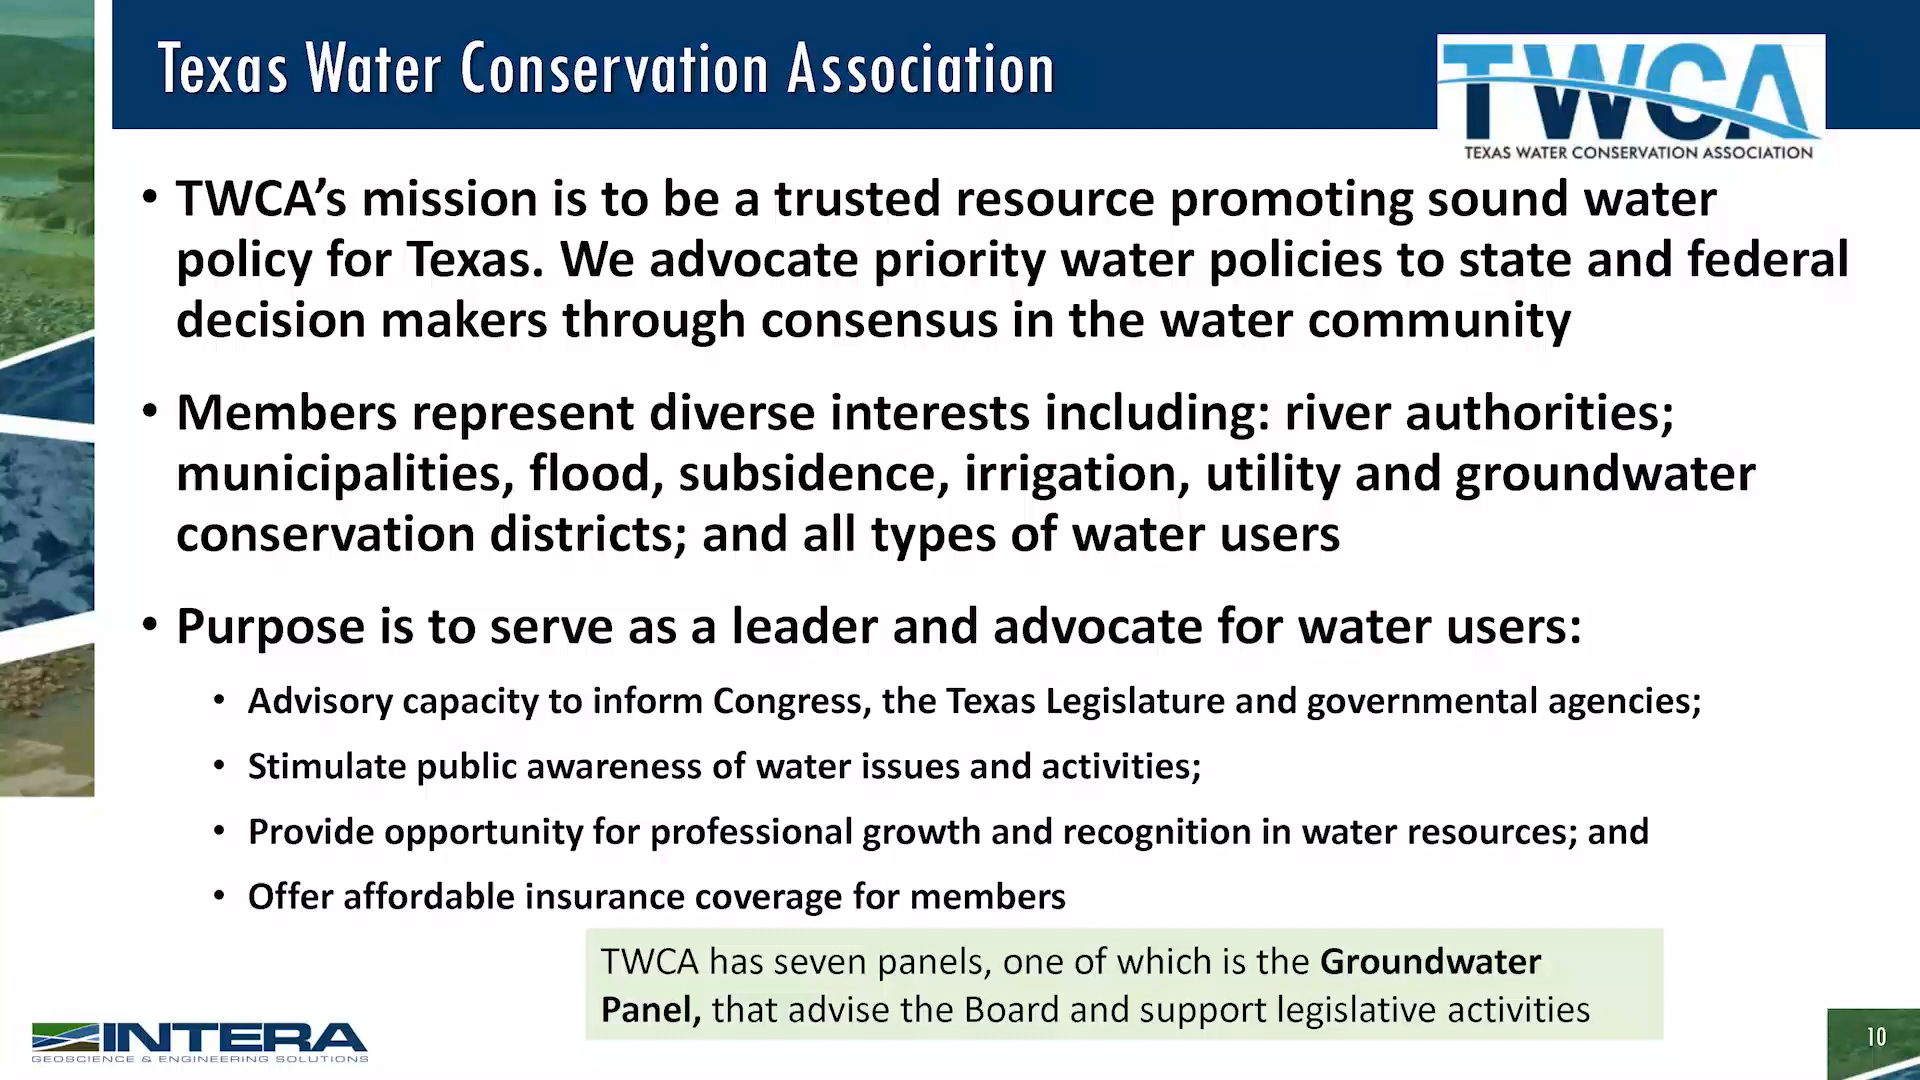 Texas Water Conservation Association
TWCA
TEXAS WATER CONSERVATION ASSOCIATION
• TWCA’s mission is to be a trusted resource promoting sound water
policy for Texas. We advocate priority water policies to state and federal
decision makers through consensus in the water community
• Members represent diverse interests including: river authorities;
municipalities, flood, subsidence, irrigation, utility and groundwater
conservation districts; and all types of water users
• Purpose is to serve as a leader and advocate for water users:
• Advisory capacity to inform Congress, the Texas Legislature and governmental agencies;
• Stimulate public awareness of water issues and activities;
• Provide opportunity for professional growth and recognition in water resources; and
• Offer affordable insurance coverage for members
TWCA has seven panels, one of which is the Groundwater
Panel, that advise the Board and support legislative activities
INTERA
GEOSCIENCE & ENGINEERING SOLUTIONS
10